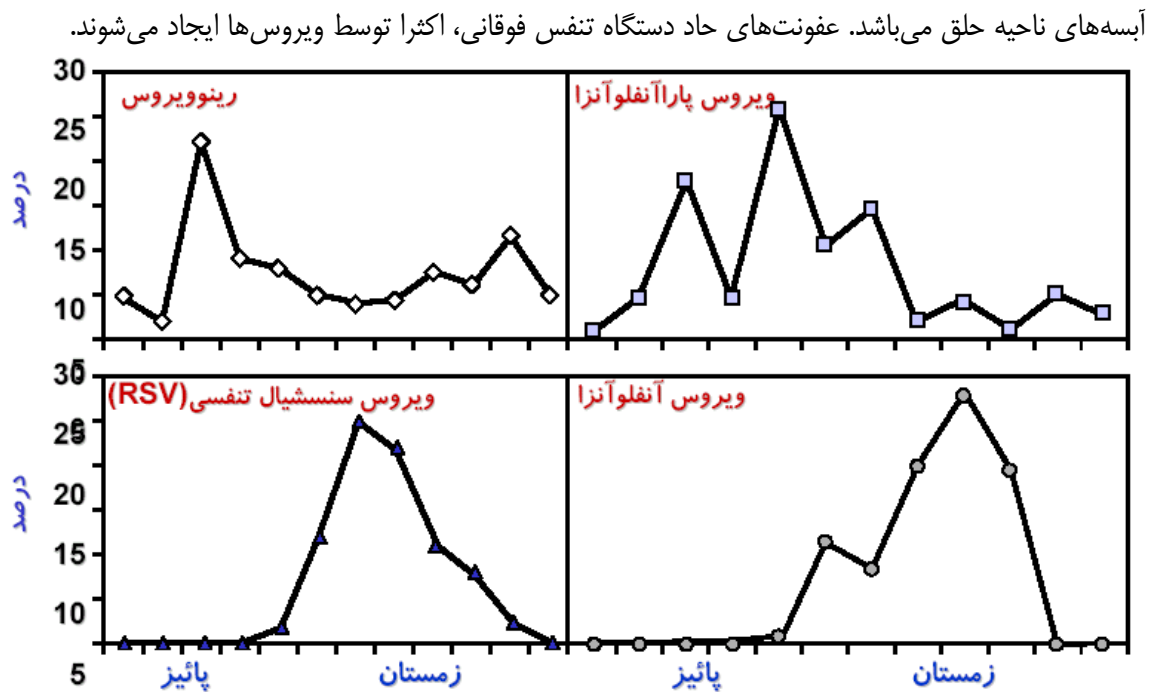 آبسه‌های ناحیه حلق می‌باشد. عفونت‌های حاد دستگاه تنفس فوقانی، اکثرا توسط ویروس‌ها ایجاد می‌شوند.
رینوویروس
ویروس پاراآنفلوآنزا
30
25
20
15
10
5
0
درصد
ویروس سنسشیال تنفسی(RSV)
ویروس آنفلوآنزا
30
25
20
15
10
5
درصد
پائیز
زمستان
پائیز
زمستان